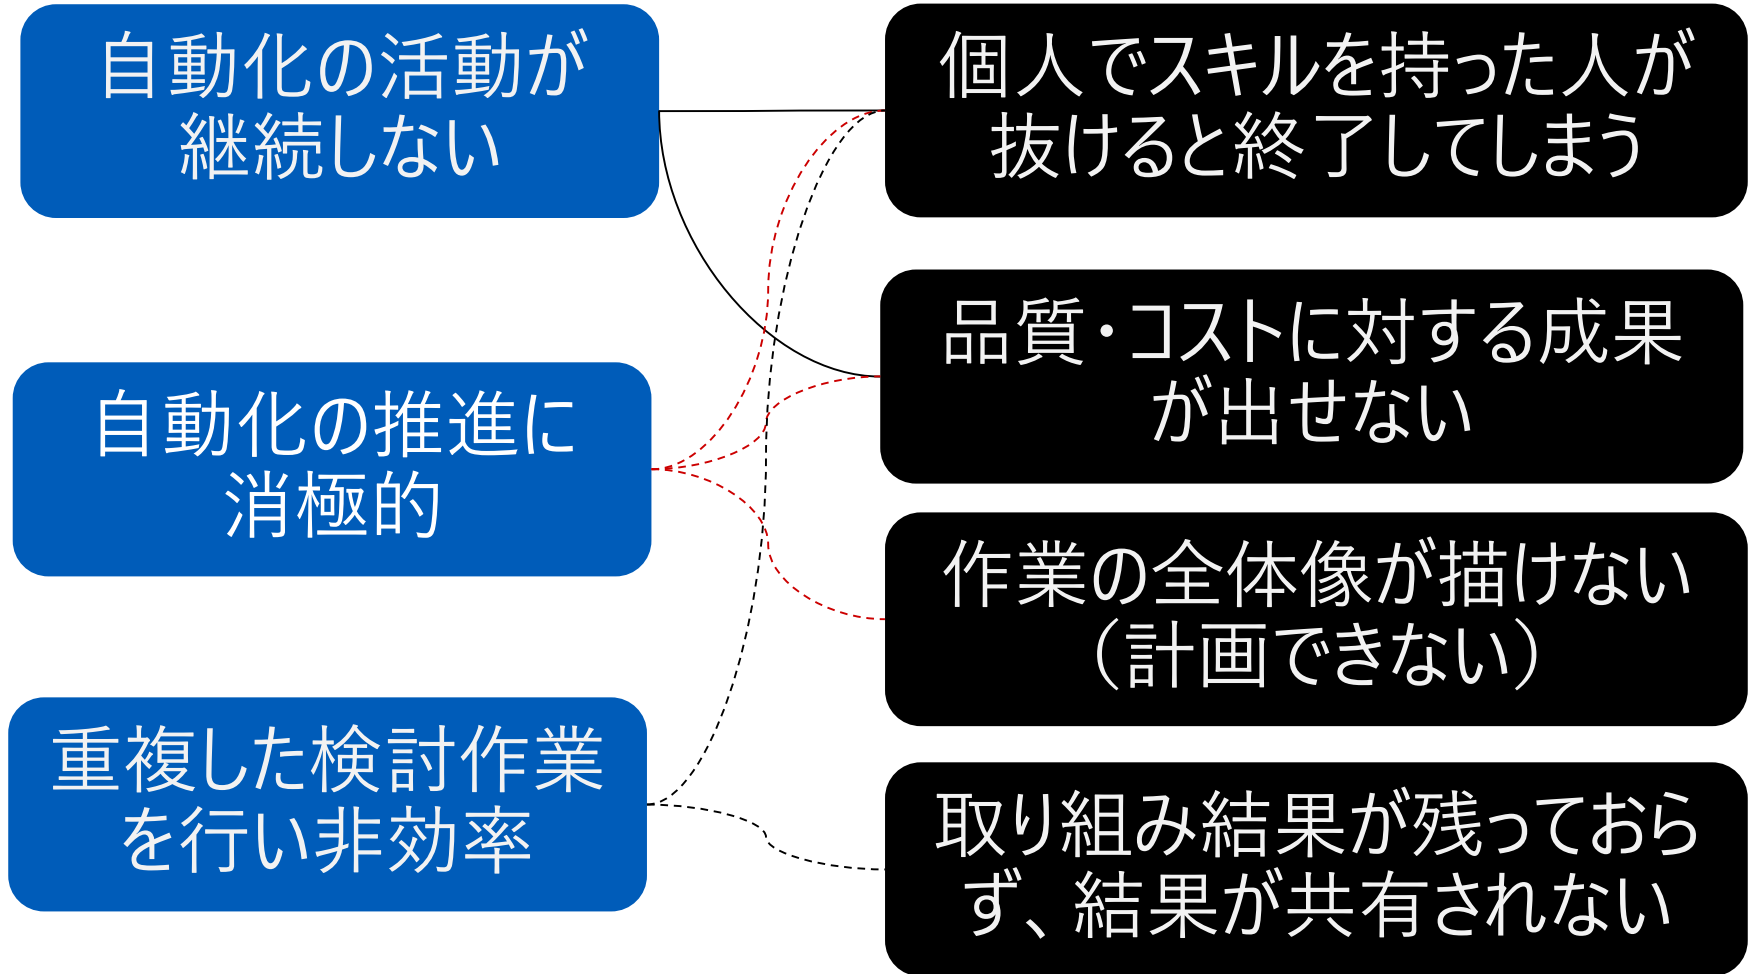 自動化の活動が
継続しない
自動化の推進に
消極的
重複した検討作業
を行い非効率
個人でスキルを持った人が
抜けると終了してしまう
品質・コストに対する成果
が出せない
作業の全体像が描けない
（計画できない）
取り組み結果が残っておら
ず、結果が共有されない